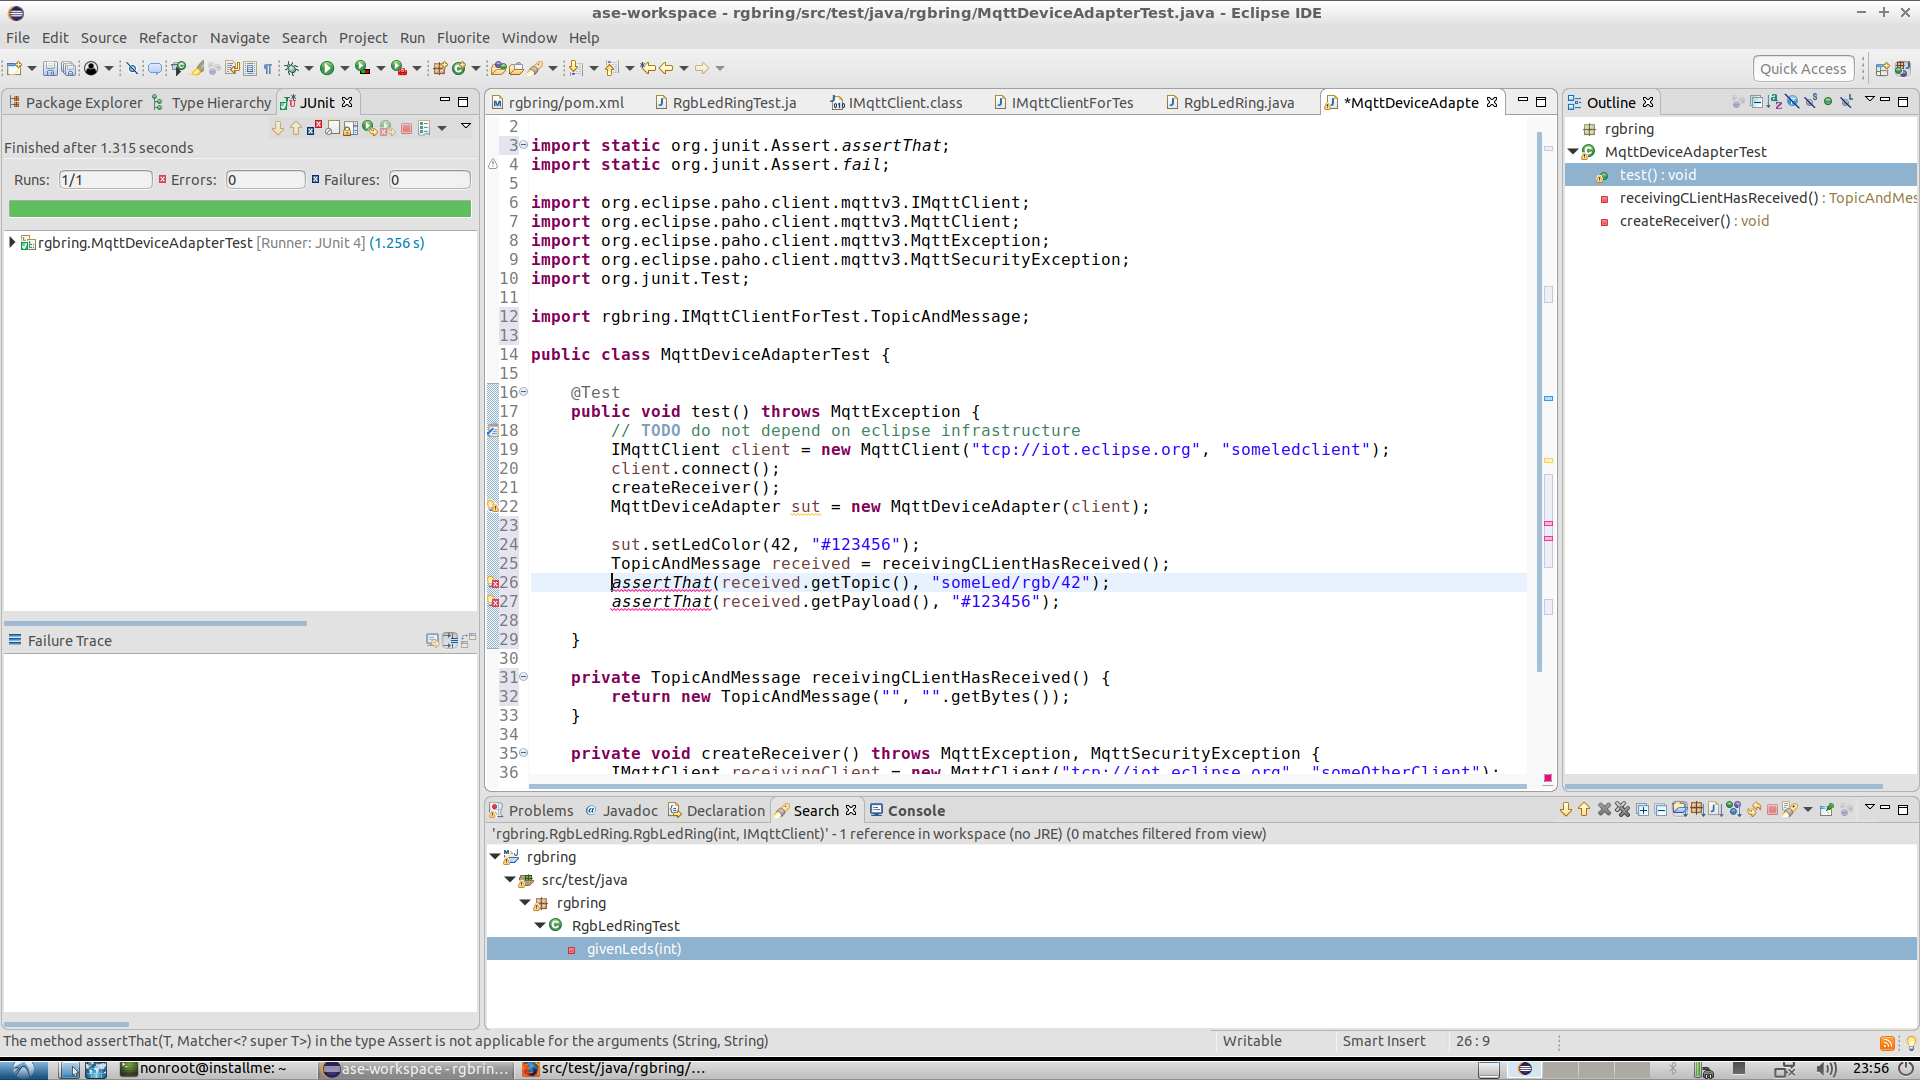 ase-workspace - rgbring/src/test/java/rgbring/MqttDeviceAdapterTest.java - Eclipse IDE
File Edit Source Refactor Navigate Search Project Run Fluorite Window Help
Quick Access
Package Explorer Type Hierarchy JUnit
Finished after 1.315 seconds
Runs: 1/1 Errors: 0 Failures: 0
rgbring.MqttDeviceAdapterTest [Runner: JUnit 4] (1.256 s)
Failure Trace
rgbring/pom.xml RgbLedRingTest.ja IMqttClient.class IMqttClientForTes RgbLedRing.java *MqttDeviceAdapte
2
3 import static org.junit.Assert.assertThat;
4 import static org.junit.Assert.fail;
5
6 import org.eclipse.paho.client.mqttv3.IMqttClient;
7 import org.eclipse.paho.client.mqttv3.MqttClient;
8 import org.eclipse.paho.client.mqttv3.MqttException;
9 import org.eclipse.paho.client.mqttv3.MqttSecurityException;
10 import org.junit.Test;
11
12 import rgbring.IMqttClientForTest.TopicAndMessage;
13
14 public class MqttDeviceAdapterTest {
15
16 @Test
17 public void test() throws MqttException {
18 // TODO do not depend on eclipse infrastructure
19 IMqttClient client = new MqttClient("tcp://iot.eclipse.org", "someledclient");
20 client.connect();
21 createReceiver();
22 MqttDeviceAdapter sut = new MqttDeviceAdapter(client);
23
24 sut.setLedColor(42, "#123456");
25 TopicAndMessage received = receivingCLientHasReceived();
26 assertThat(received.getTopic(), "someLed/rgb/42");
27 assertThat(received.getPayload(), "#123456");
28
29 }
30
31 private TopicAndMessage receivingCLientHasReceived() {
32 return new TopicAndMessage("", "".getBytes());
33 }
34
35 private void createReceiver() throws MqttException, MqttSecurityException {
36 IMqttClient receivingClient = new MqttClient("tcp://iot.eclipse.org", "someOtherClient");
Outline
rgbring
MqttDeviceAdapterTest
test() : void
receivingCLientHasReceived() : TopicAndMes
createReceiver() : void
Problems Javadoc Declaration Search Console
'rgbring.RgbLedRing.RgbLedRing(int, IMqttClient)' - 1 reference in workspace (no JRE) (0 matches filtered from view)
rgbring
src/test/java
rgbring
RgbLedRingTest
givenLeds(int)
The method assertThat(T, Matcher<? super T>) in the type Assert is not applicable for the arguments (String, String)
Writable Smart Insert 26 : 9
nonroot@installme: ~ ase-workspace - rgbrin... src/test/java/rgbring/... 23:56